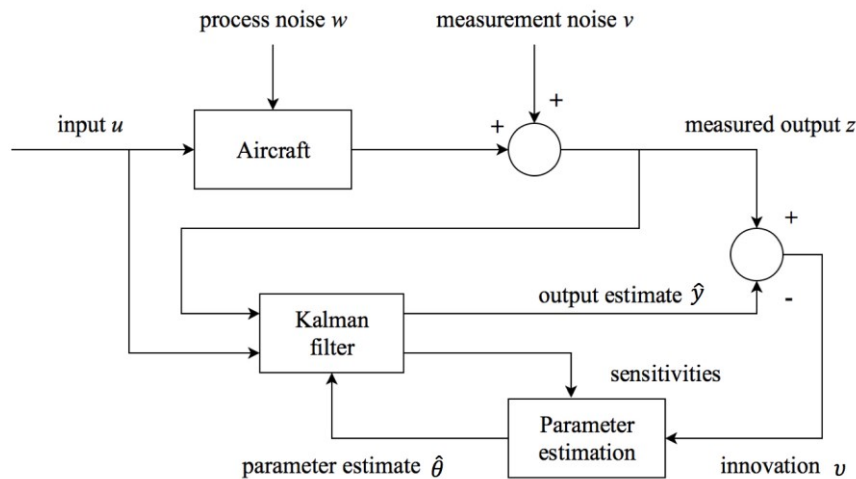 process noise w
measurement noise v
+
input u
+
measured output z
Aircraft
+
output estimate ŷ
-
Kalman
filter
sensitivities
Parameter
estimation
parameter estimate θ̂
innovation υ